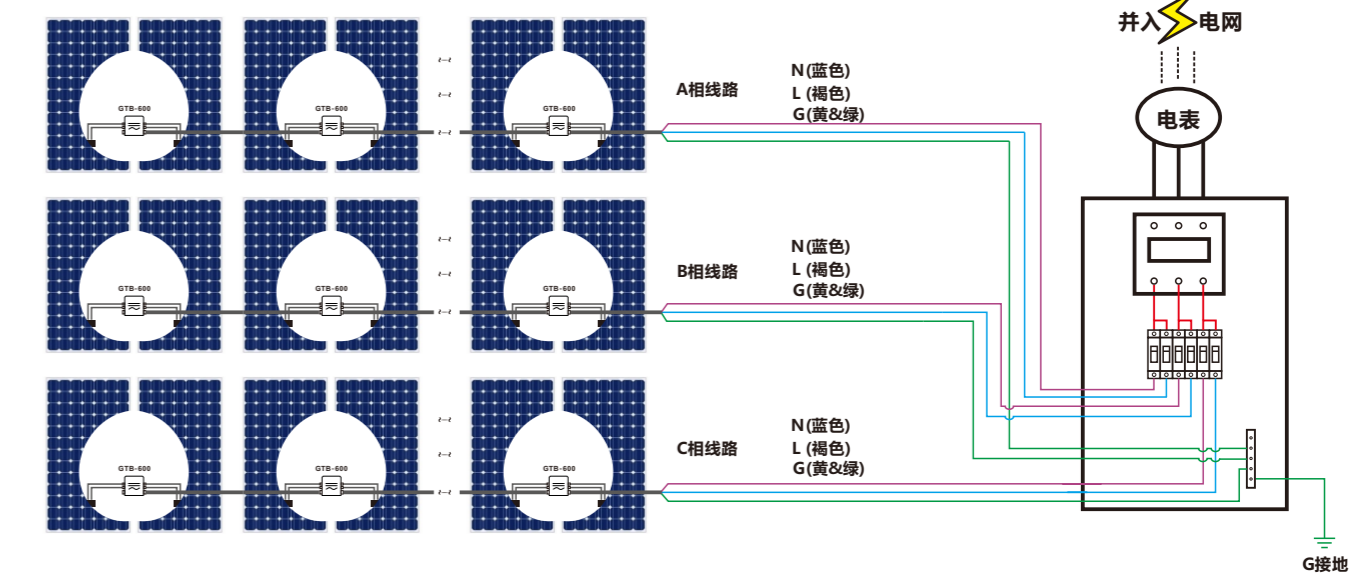 并入 电网
电表
GTB-600 GTB-600 GTB-600
A相线路
N(蓝色)
L (褐色)
G(黄&绿)
GTB-600 GTB-600 GTB-600
B相线路
N(蓝色)
L (褐色)
G(黄&绿)
GTB-600 GTB-600 GTB-600
C相线路
N(蓝色)
L (褐色)
G(黄&绿)
G接地